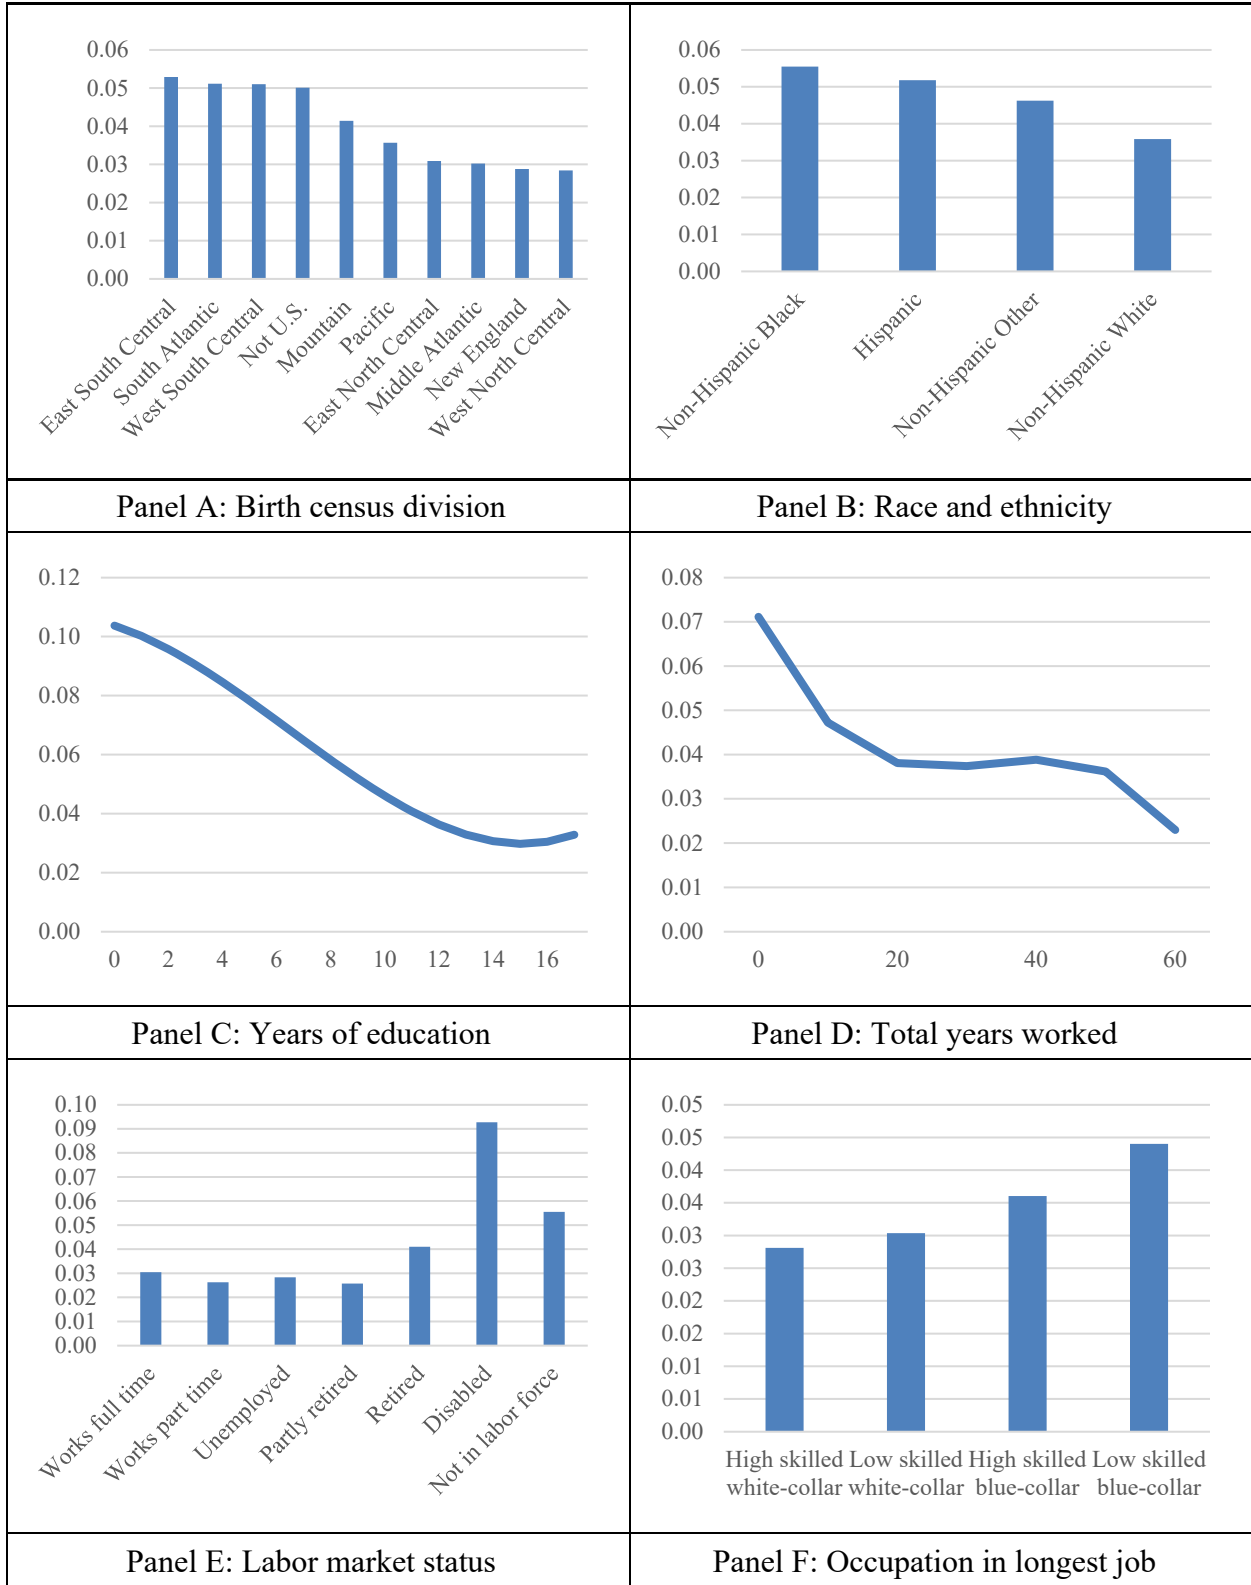 0.06
0.05
0.04
0.03
0.02
0.01
0.00
East South Central
South Atlantic
West South Central
Not U.S.
Mountain
Pacific
East North Central
Middle Atlantic
New England
West North Central
Panel A: Birth census division
0.06
0.05
0.04
0.03
0.02
0.01
0.00
Non-Hispanic Black
Hispanic
Non-Hispanic Other
Non-Hispanic White
Panel B: Race and ethnicity
0.12
0.10
0.08
0.06
0.04
0.02
0.00
0 2 4 6 8 10 12 14 16
Panel C: Years of education
0.08
0.07
0.06
0.05
0.04
0.03
0.02
0.01
0.00
0 20 40 60
Panel D: Total years worked
0.10
0.09
0.08
0.07
0.06
0.05
0.04
0.03
0.02
0.01
0.00
Works full time
Works part time
Unemployed
Partly retired
Retired
Disabled
Not in labor force
Panel E: Labor market status
0.05
0.05
0.04
0.04
0.03
0.03
0.02
0.02
0.01
0.01
0.00
High skilled Low skilled High skilled Low skilled
white-collar white-collar blue-collar blue-collar
Panel F: Occupation in longest job